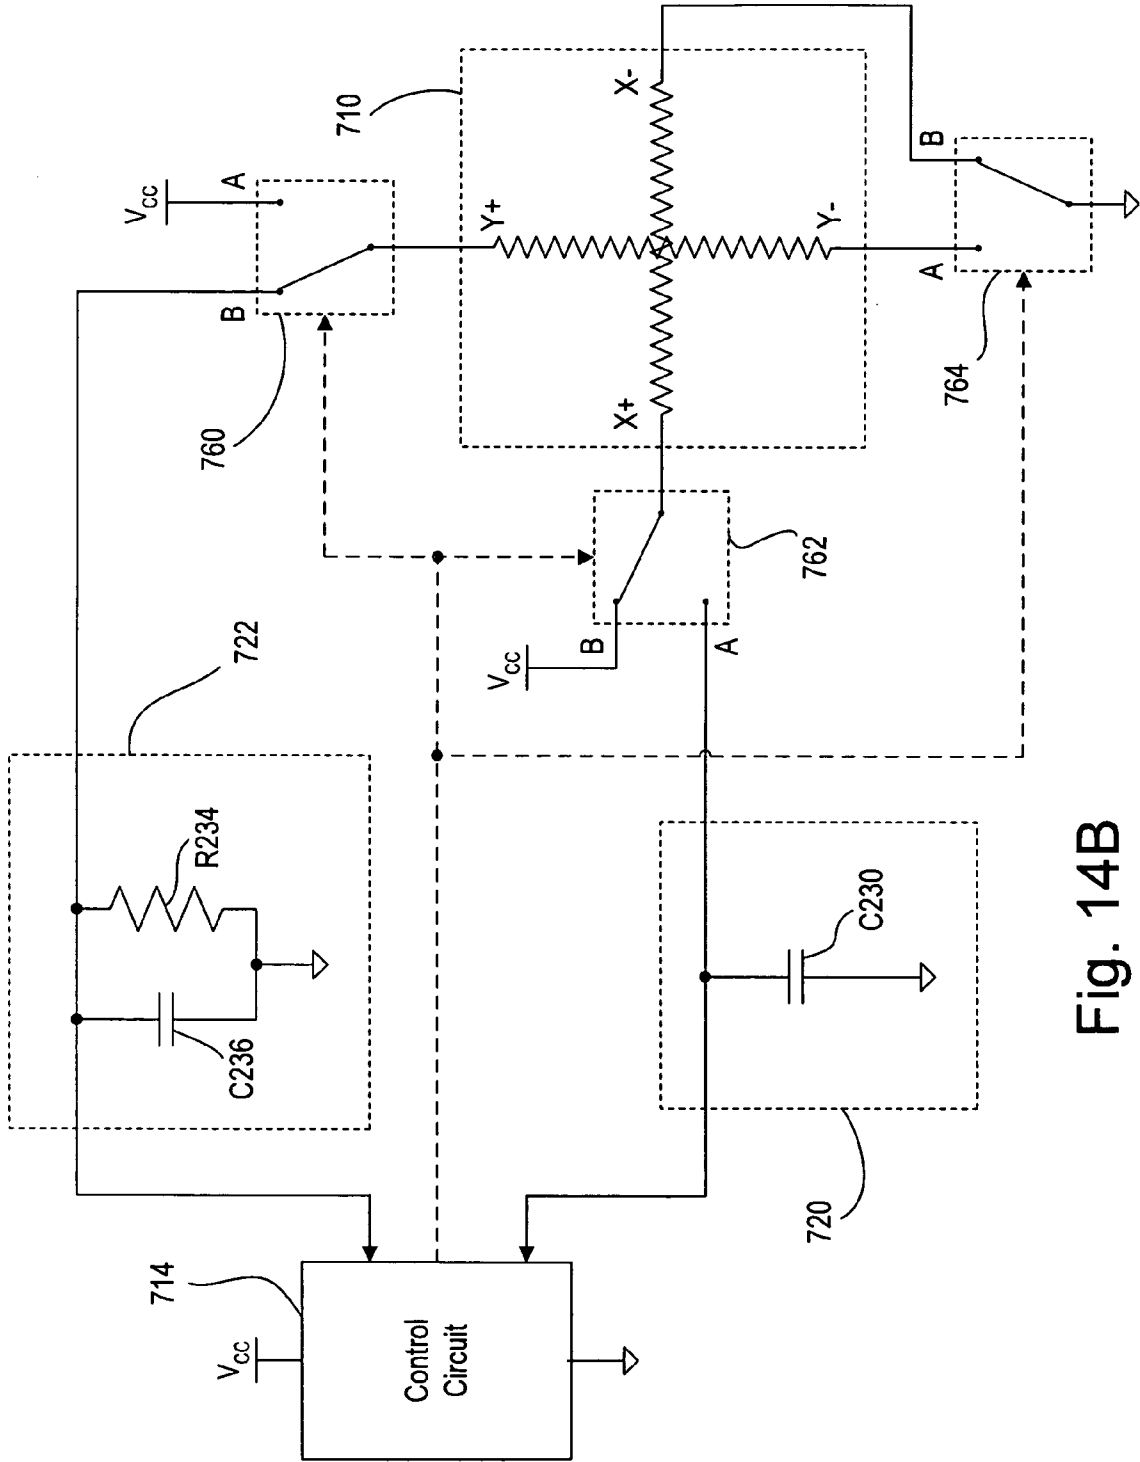 V_CC
A
B
760
710
Y+
Y-
X+
X-
B
A
764
V_CC
B
A
762
722
R234
C236
C230
720
714
V_CC
Control
Circuit
Fig. 14B